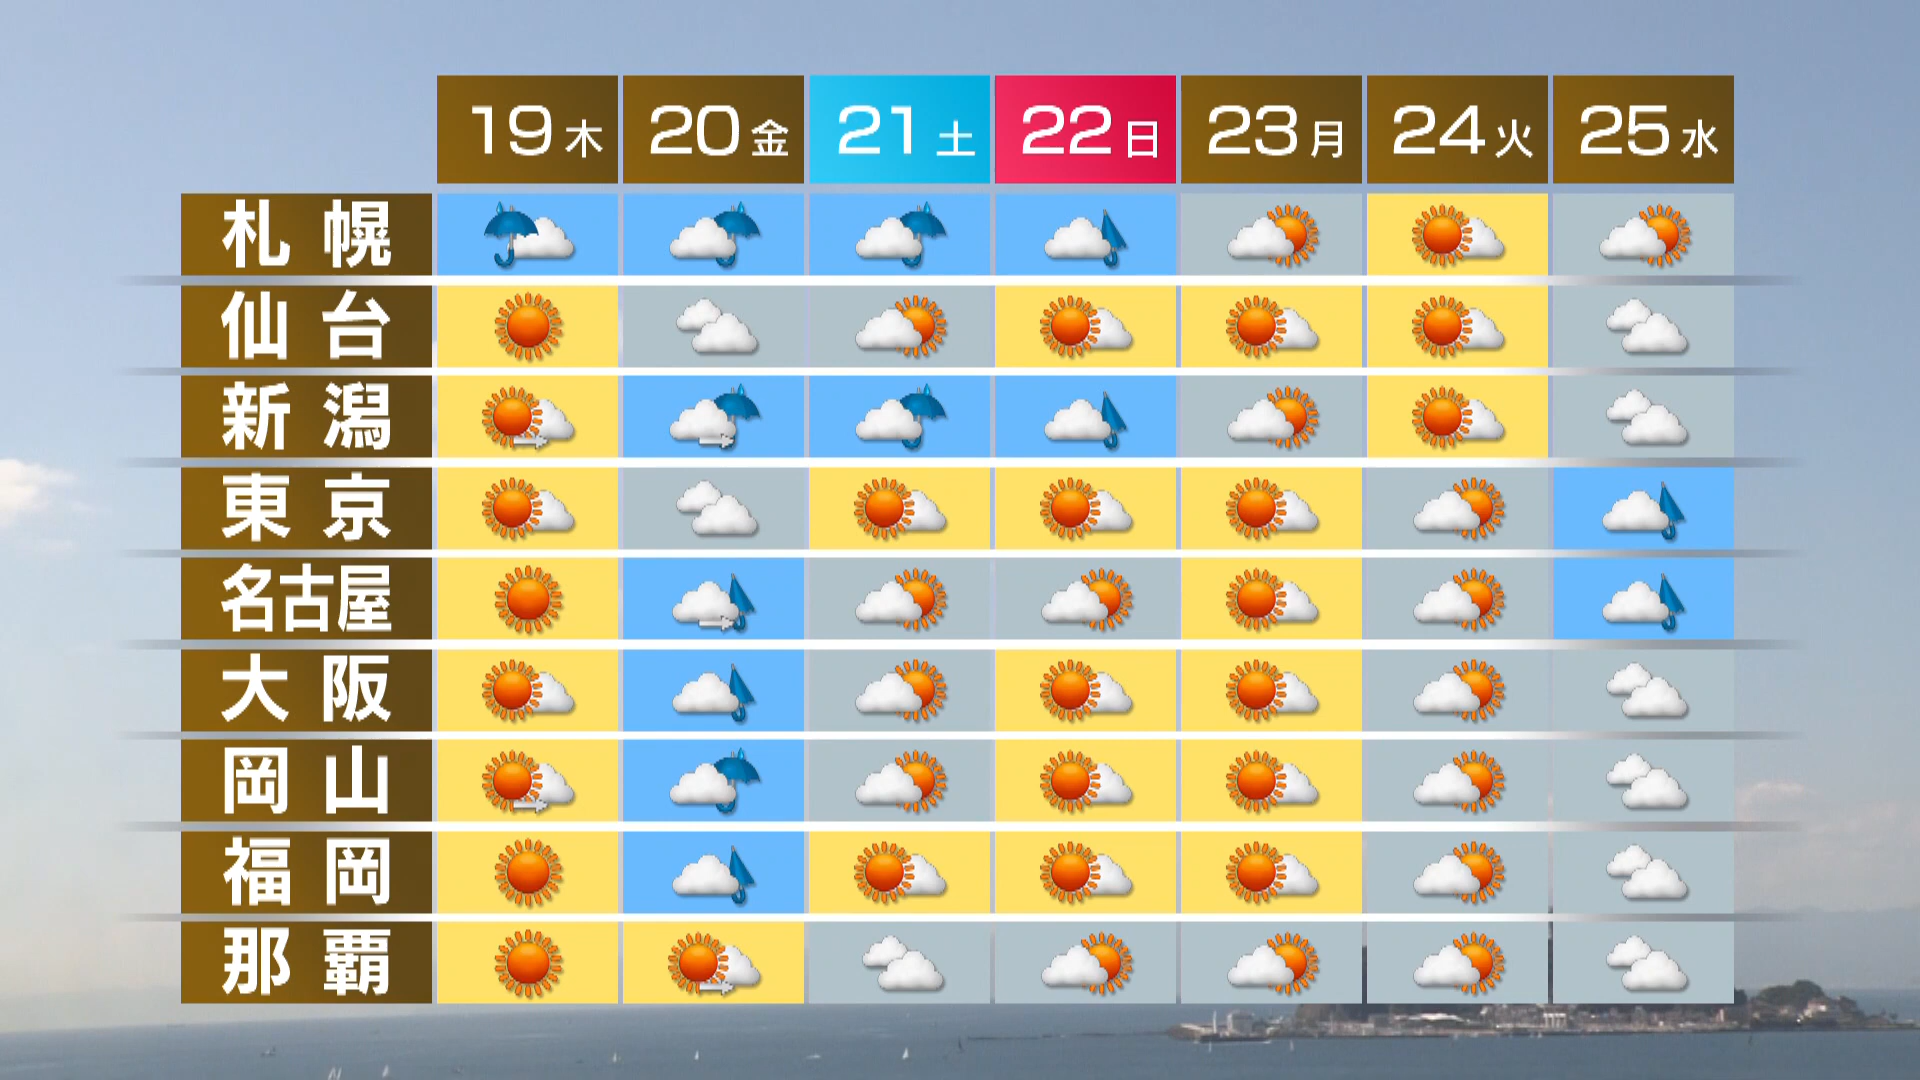 19木 20金 21土 22日 23月 24火 25水
札幌
仙台
新潟
東京
名古屋
大阪
岡山
福岡
那覇